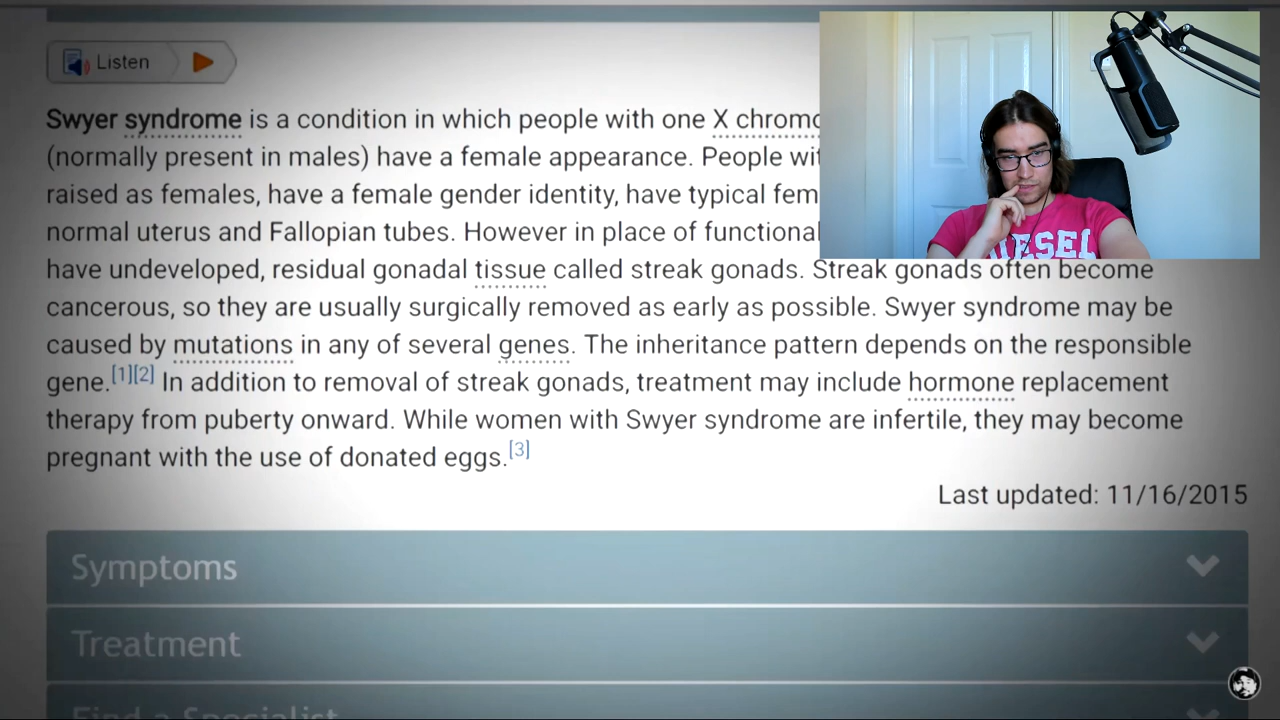 Listen
Swyer syndrome is a condition in which people with one X
(normally present in males) have a female appearance. People
raised as females, have a female gender identity, have typical
normal uterus and Fallopian tubes. However in place of functional
have undeveloped, residual gonadal tissue called streak gonads. Streak gonads often become
cancerous, so they are usually surgically removed as early as possible. Swyer syndrome may be
caused by mutations in any of several genes. The inheritance pattern depends on the responsible
gene.[1][2] In addition to removal of streak gonads, treatment may include hormone replacement
therapy from puberty onward. While women with Swyer syndrome are infertile, they may become
pregnant with the use of donated eggs.[3]
Last updated: 11/16/2015
Symptoms
Treatment
Find a Specialist